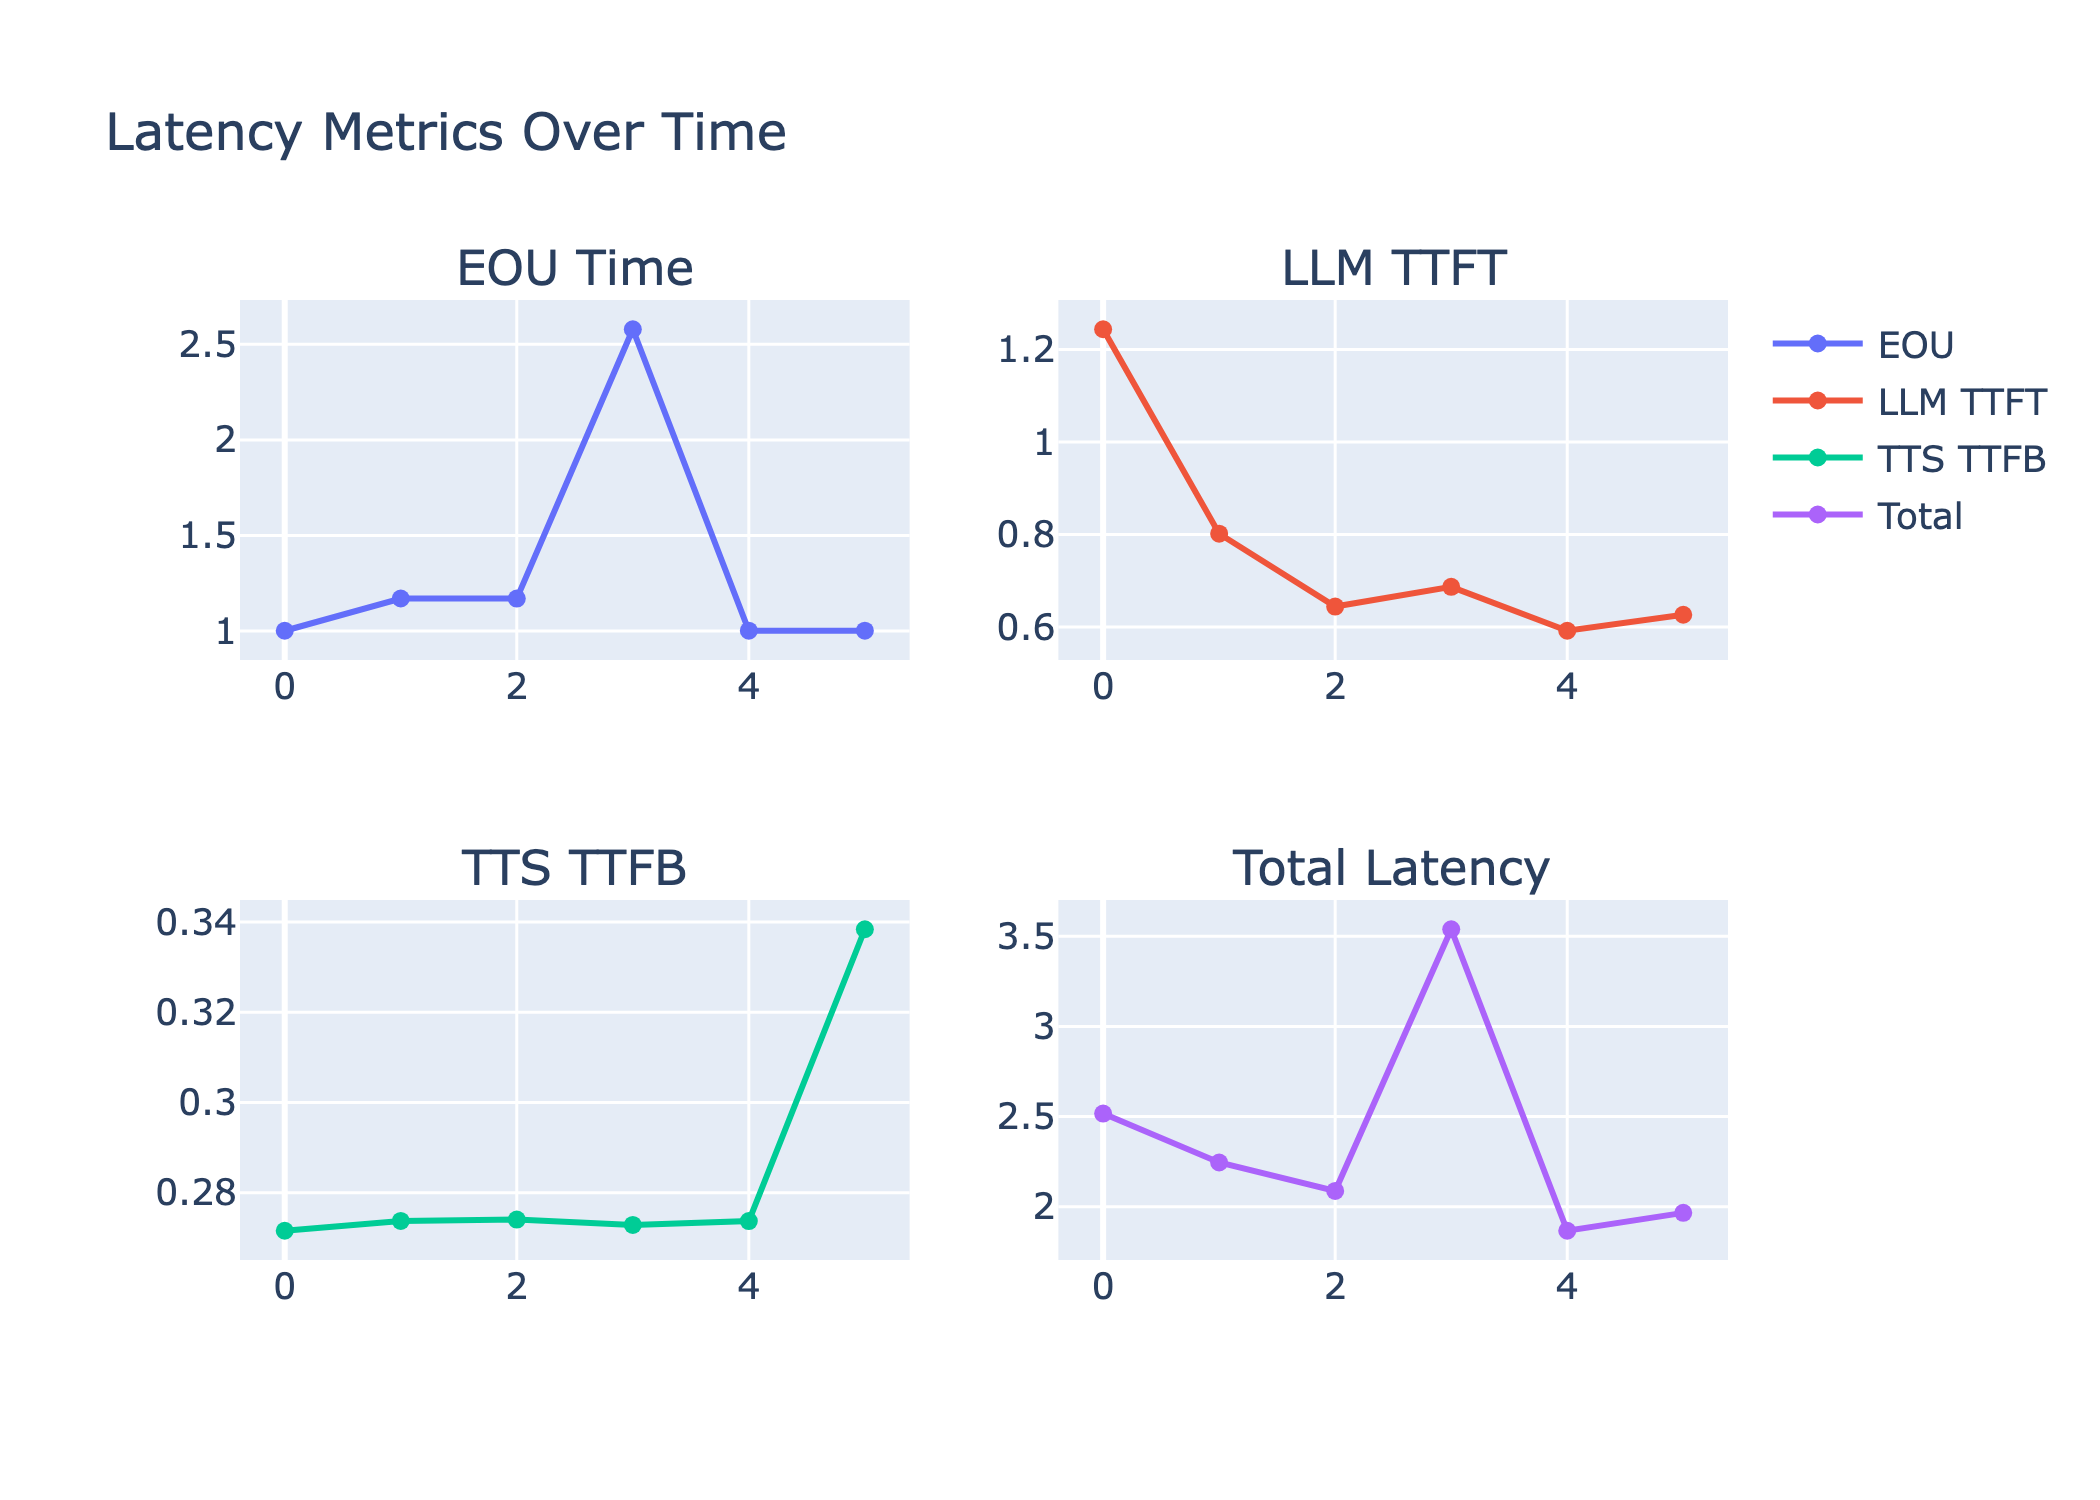 Latency Metrics Over Time
EOU Time
2.5
2
1.5
1
0 2 4
LLM TTFT
1.2
1
0.8
0.6
0 2 4
EOU
LLM TTFT
TTS TTFB
Total
TTS TTFB
0.34
0.32
0.3
0.28
0 2 4
Total Latency
3.5
3
2.5
2
0 2 4